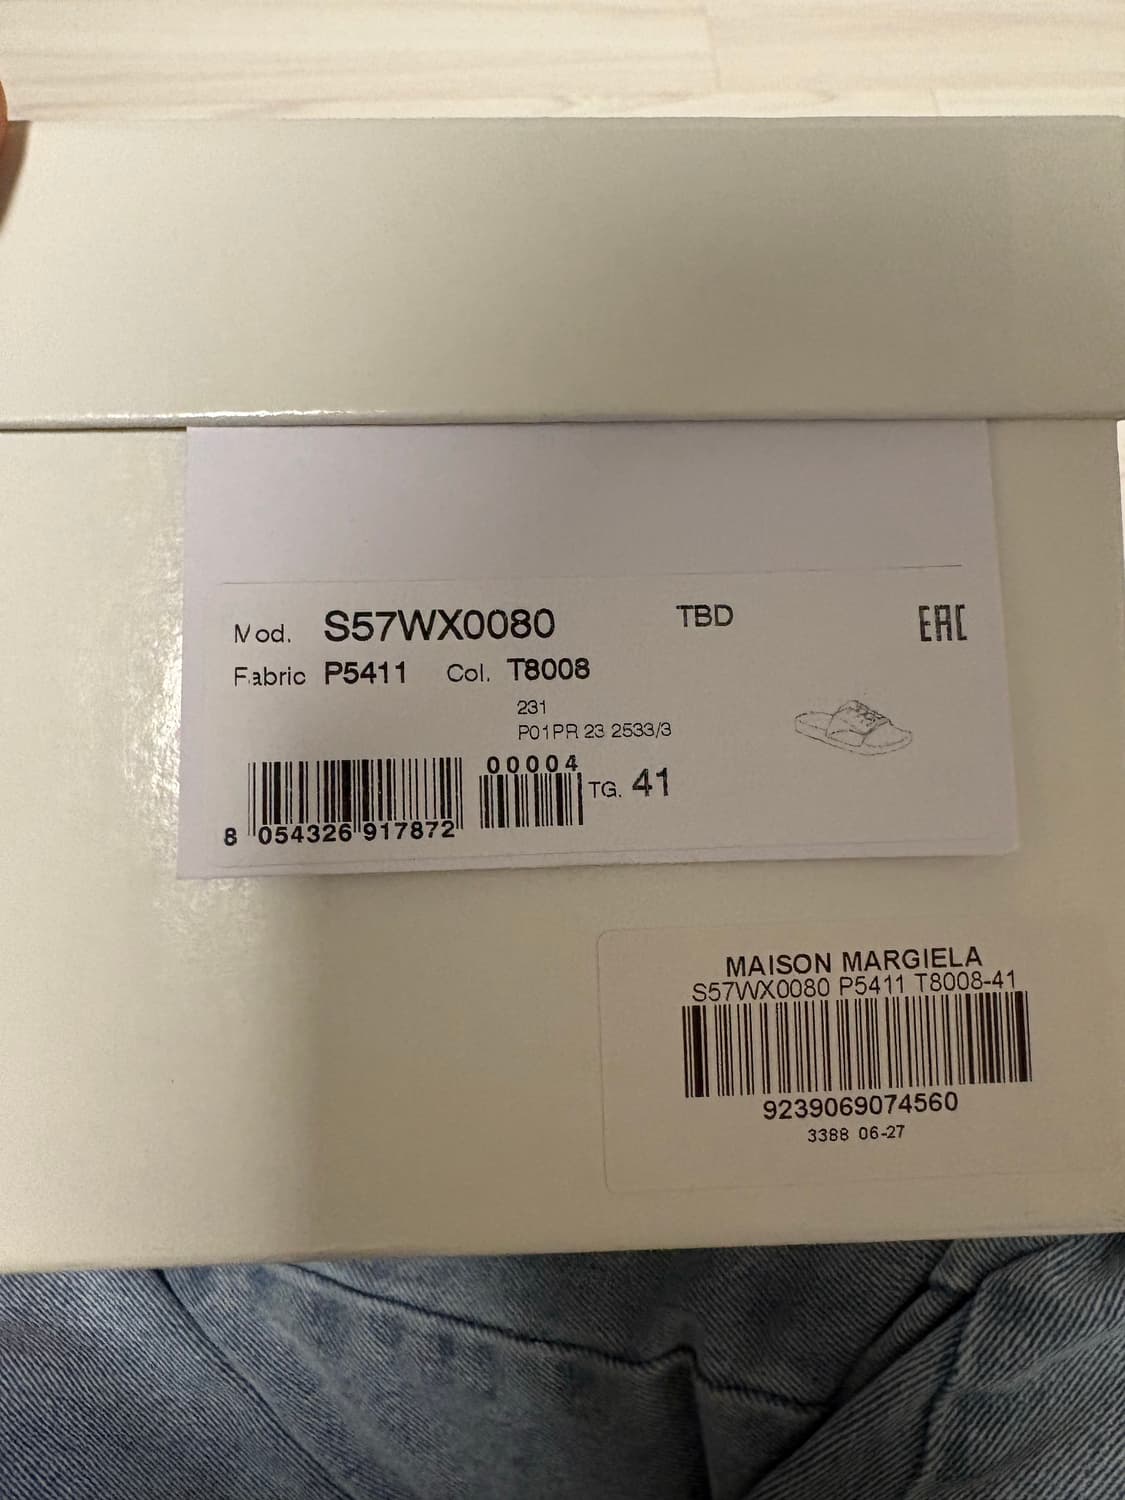 Mod. S57WX0080 TBD EAC
Fabric P5411 Col. T8008
231
P01PR 23 2533/3
00004
TG. 41
8 054326 917872
MAISON MARGIELA
S57WX0080 P5411 T8008-41
9239069074560
3388 06-27